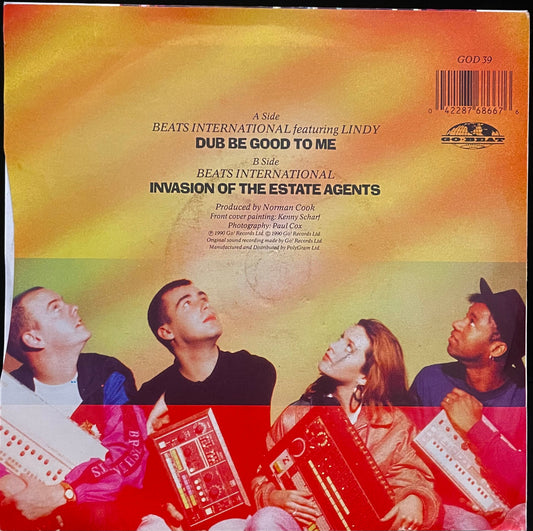 GOD 39
0 42287 68667 6
GO·BEAT
A Side
BEATS INTERNATIONAL featuring LINDY
DUB BE GOOD TO ME
B Side
BEATS INTERNATIONAL
INVASION OF THE ESTATE AGENTS
Produced by Norman Cook
Front cover painting: Kenny Scharf
Photography: Paul Cox
℗ 1990 Go! Records Ltd. © 1990 Go! Records Ltd.
Original sound recording made by Go! Records Ltd.
Manufactured and Distributed by PolyGram Ltd.